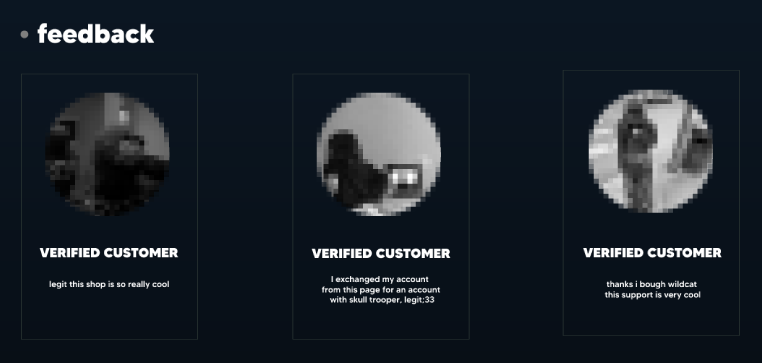 feedback
VERIFIED CUSTOMER
legit this shop is so really cool
VERIFIED CUSTOMER
I exchanged my account
from this page for an account
with skull trooper, legit;33
VERIFIED CUSTOMER
thanks i bough wildcat
this support is very cool